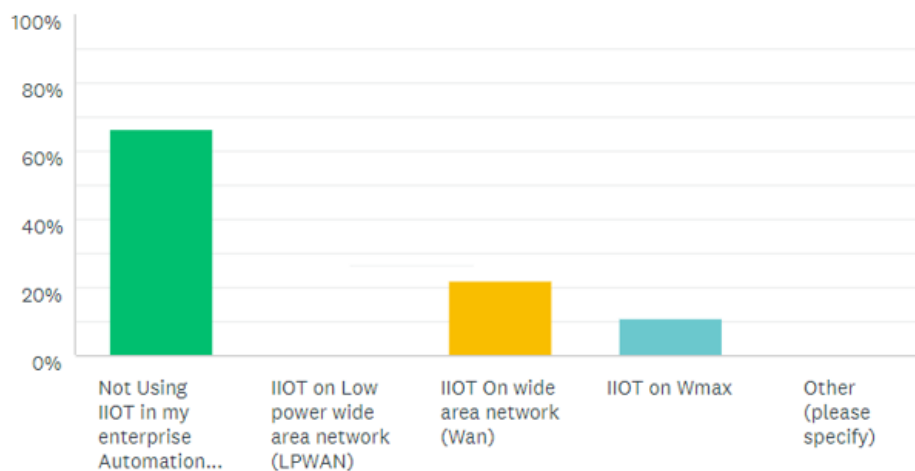 100%
80%
60%
40%
20%
0%
Not Using
IIOT in my
enterprise
Automation...
IIOT on Low
power wide
area network
(LPWAN)
IIOT On wide
area network
(Wan)
IIOT on Wmax
Other
(please
specify)